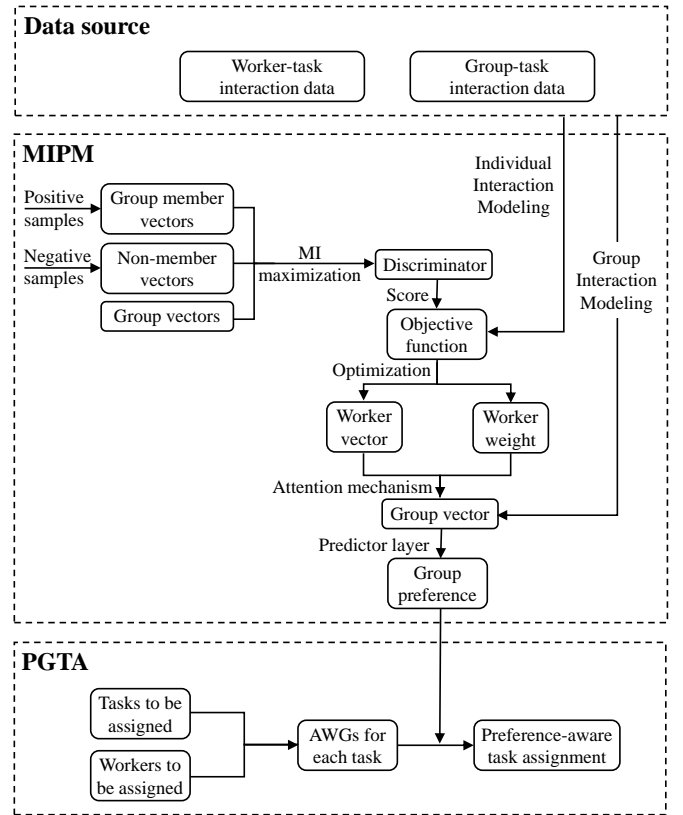 Data source
Worker-task
interaction data
Group-task
interaction data
MIPM
Individual
Interaction
Modeling
Positive
samples
Group member
vectors
Negative
samples
Non-member
vectors
MI
maximization
Discriminator
Group
Interaction
Modeling
Group vectors
Score
Objective
function
Optimization
Worker
vector
Worker
weight
Attention mechanism
Group vector
Predictor layer
Group
preference
PGTA
Tasks to be
assigned
Workers to
be assigned
AWGs for
each task
Preference-aware
task assignment